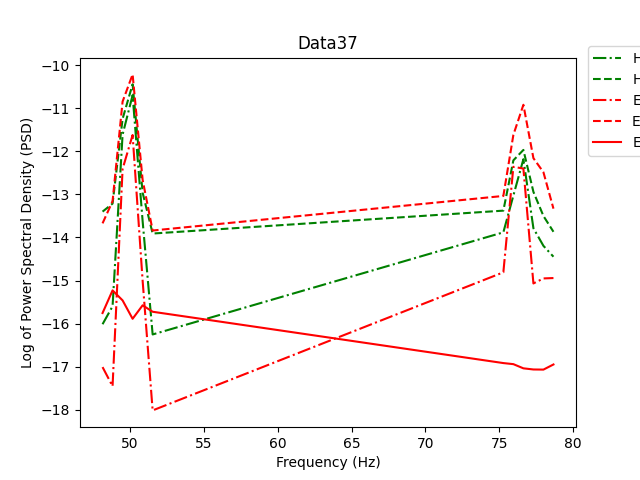 Data37
Log of Power Spectral Density (PSD)
−10
−11
−12
−13
−14
−15
−16
−17
−18
50
55
60
65
70
75
80
Frequency (Hz)
H
H
E
E
E